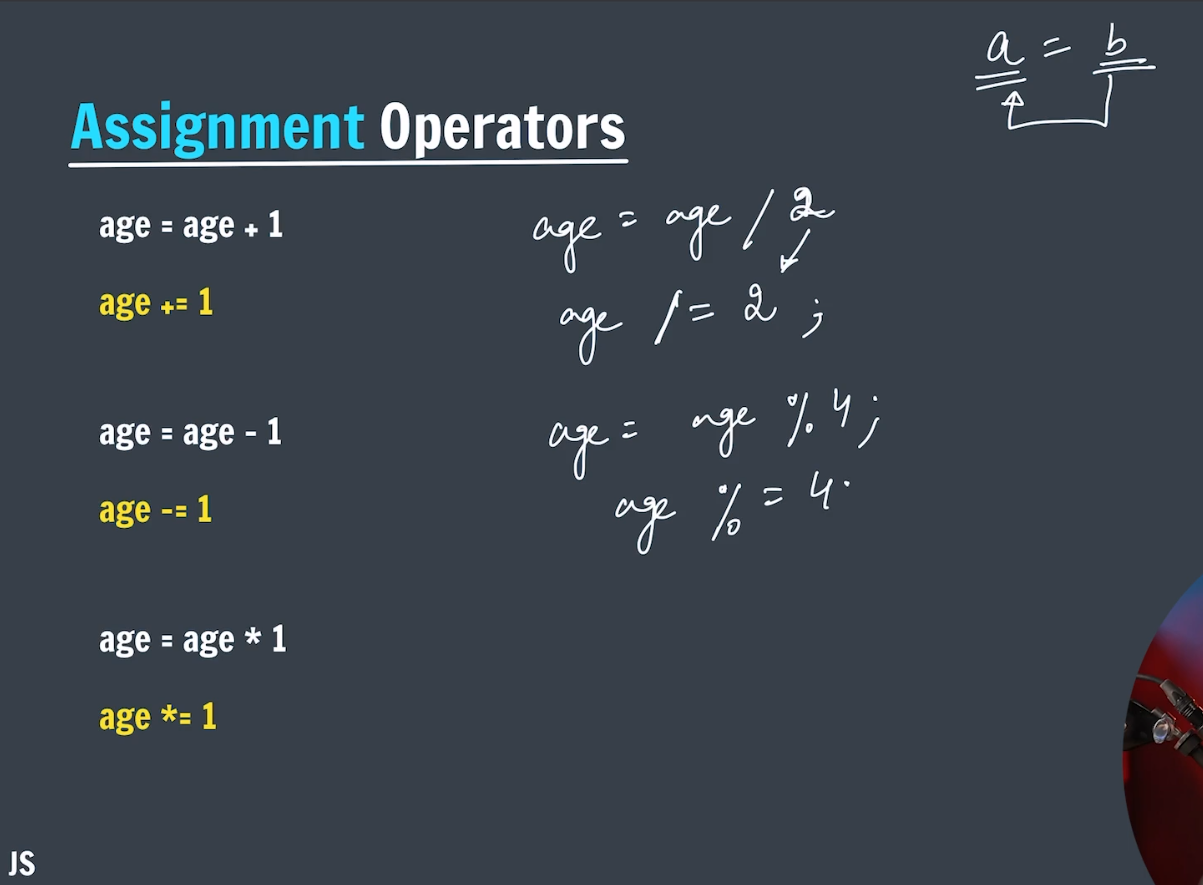 a = b
Assignment Operators
age = age + 1
age += 1
age = age - 1
age -= 1
age = age * 1
age *= 1
age = age / 2
age /= 2 ;
age = age % 4 ;
age % = 4 .
JS